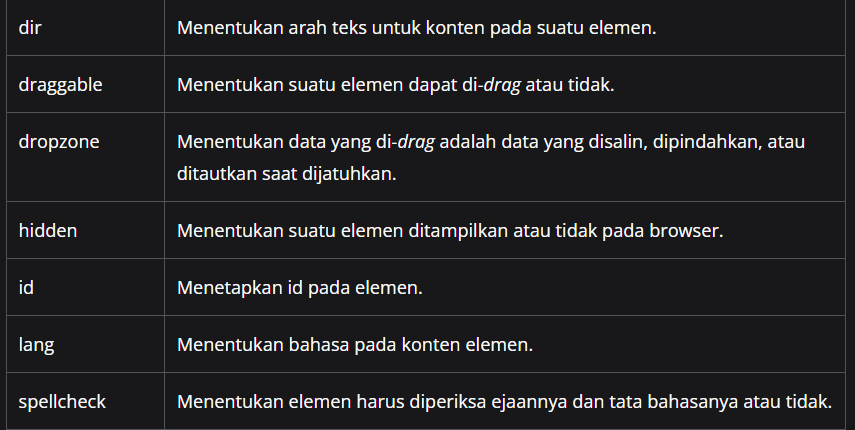 dir Menentukan arah teks untuk konten pada suatu elemen.
draggable Menentukan suatu elemen dapat di-drag atau tidak.
dropzone Menentukan data yang di-drag adalah data yang disalin, dipindahkan, atau
ditautkan saat dijatuhkan.
hidden Menentukan suatu elemen ditampilkan atau tidak pada browser.
id Menetapkan id pada elemen.
lang Menentukan bahasa pada konten elemen.
spellcheck Menentukan elemen harus diperiksa ejaannya dan tata bahasanya atau tidak.